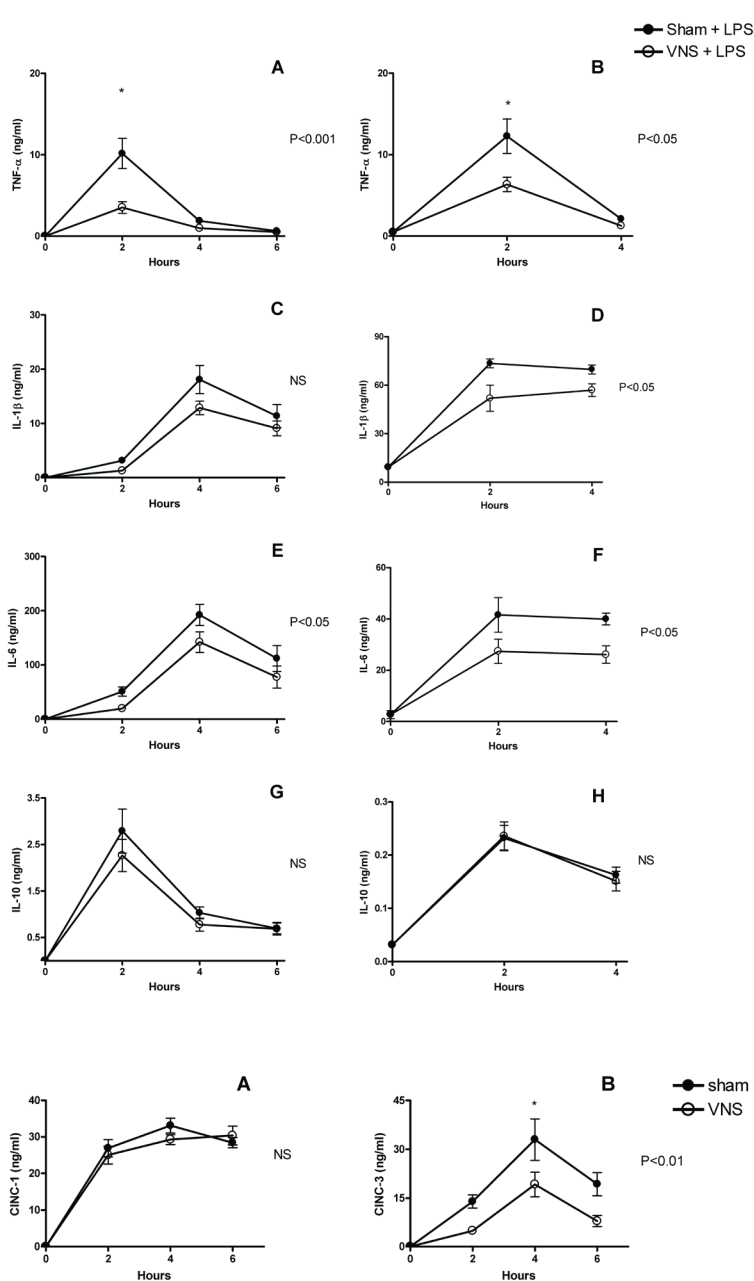 Sham + LPS
VNS + LPS
A
20
*
10
0
0 2 4 6
TNF-α (ng/ml)
Hours
P<0.001
B
20
*
10
0
0 2 4
TNF-α (ng/ml)
Hours
P<0.05
C
30
20
10
0
0 2 4 6
IL-1β (ng/ml)
Hours
NS
D
90
60
30
0
0 2 4
IL-1β (ng/ml)
Hours
P<0.05
E
300
200
100
0
0 2 4 6
IL-6 (ng/ml)
Hours
P<0.05
F
60
40
20
0
0 2 4
IL-6 (ng/ml)
Hours
P<0.05
G
3.5
2.5
1.5
0.5
0 2 4 6
IL-10 (ng/ml)
Hours
NS
H
0.3
0.2
0.1
0.0
0 2 4
IL-10 (ng/ml)
Hours
NS
A
40
30
20
10
0
0 2 4 6
CINC-1 (ng/ml)
Hours
NS
B
sham
VNS
45
*
30
15
0
0 2 4 6
CINC-3 (ng/ml)
Hours
P<0.01